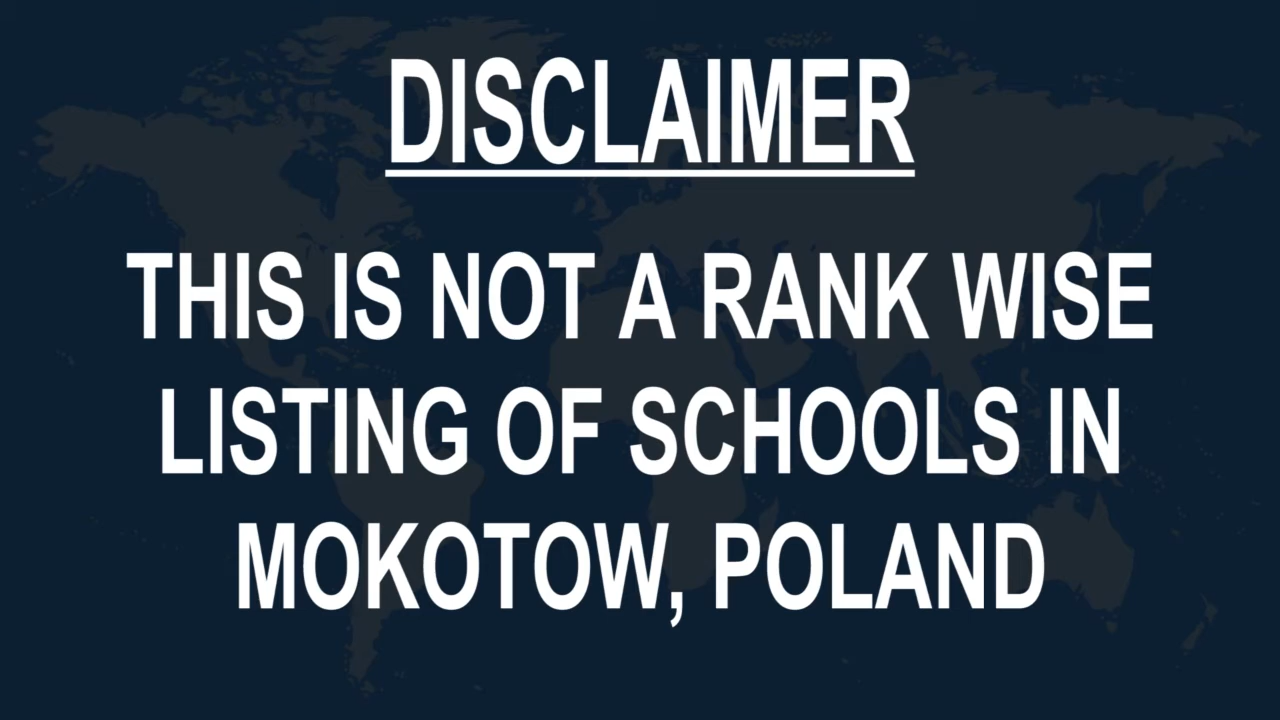 DISCLAIMER
THIS IS NOT A RANK WISE
LISTING OF SCHOOLS IN
MOKOTOW, POLAND